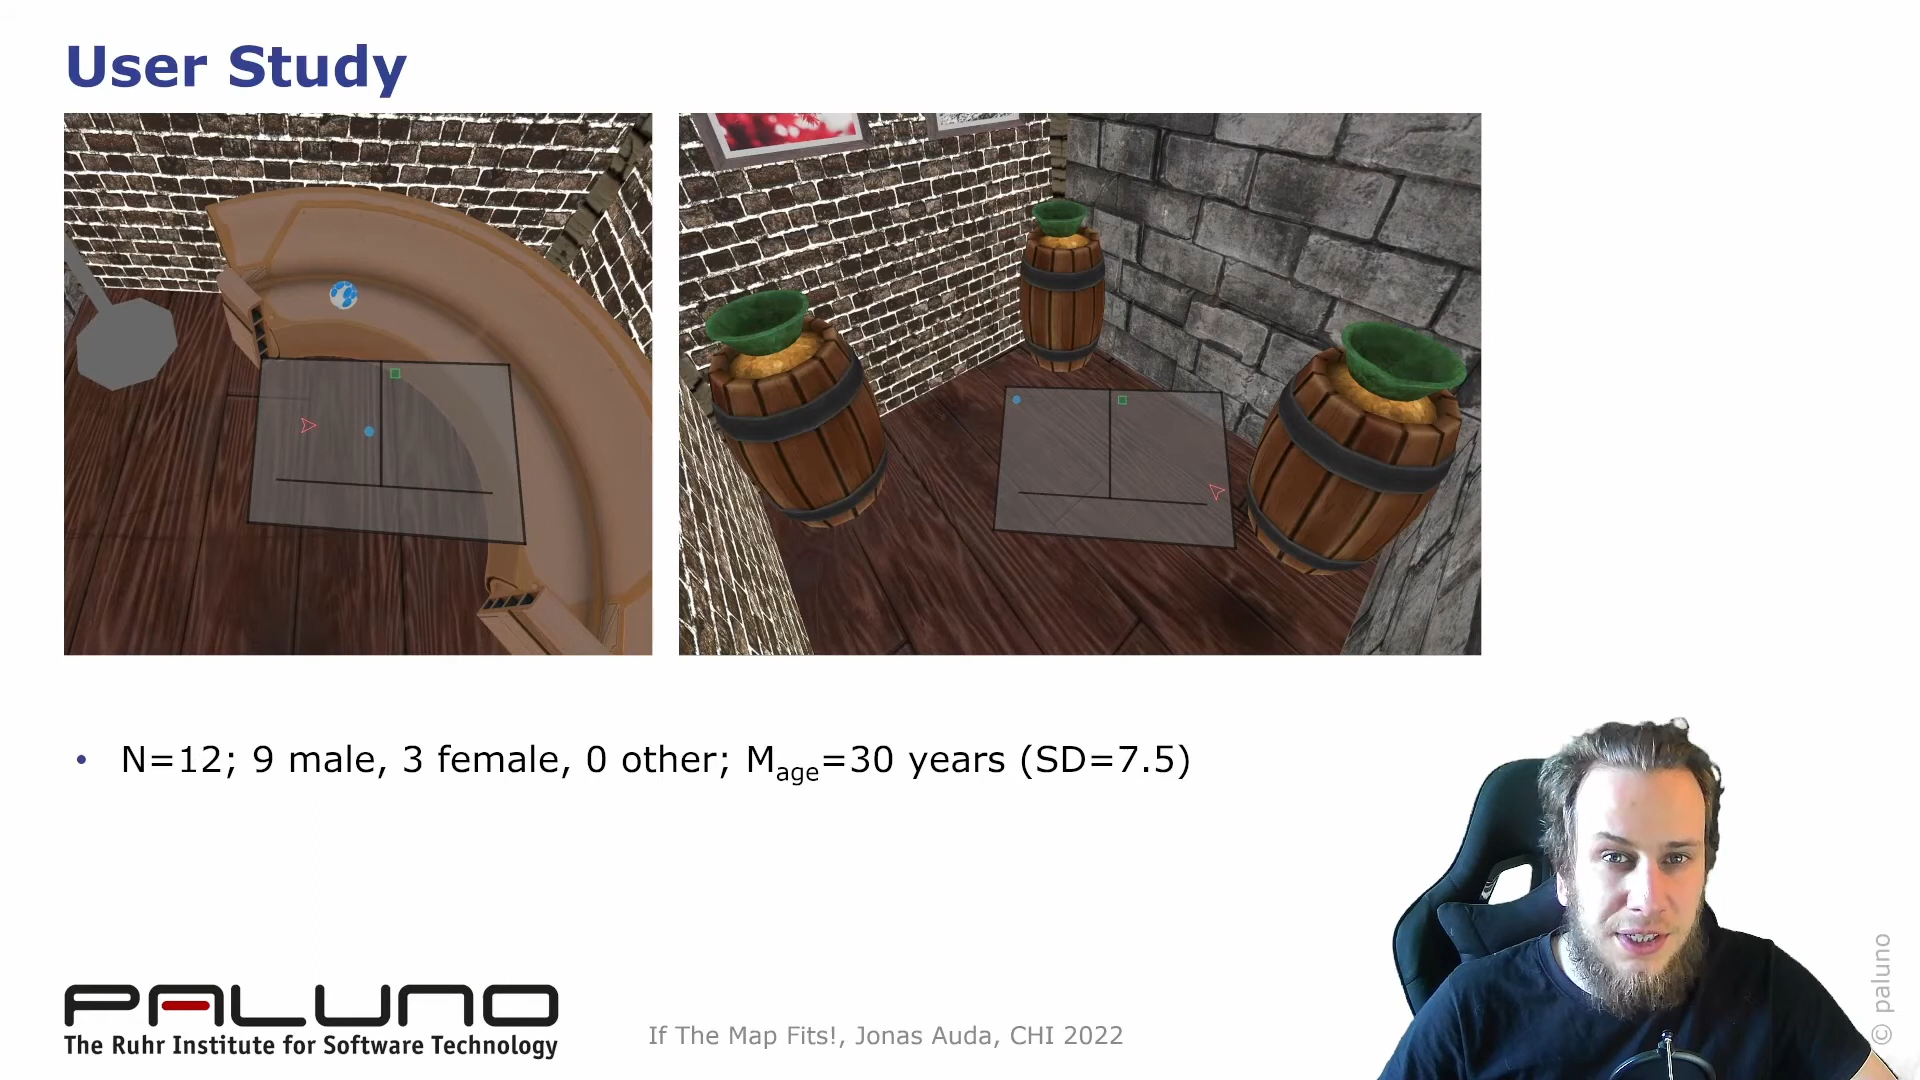 User Study
• N=12; 9 male, 3 female, 0 other; Mage=30 years (SD=7.5)
PALUNO
The Ruhr Institute for Software Technology
If The Map Fits!, Jonas Auda, CHI 2022
© paluno